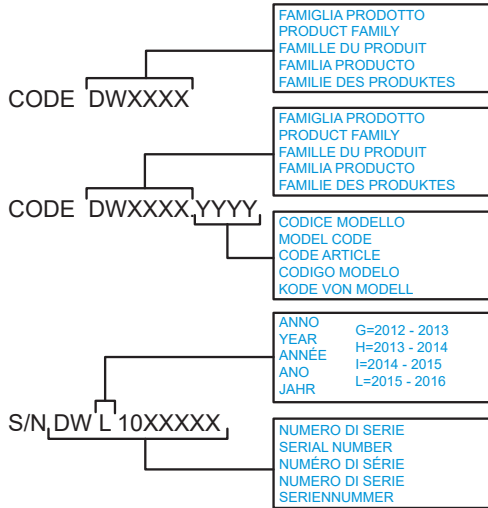 FAMIGLIA PRODOTTO
PRODUCT FAMILY
FAMILLE DU PRODUIT
FAMILIA PRODUCTO
FAMILIE DES PRODUKTES
CODE DWXXXX
FAMIGLIA PRODOTTO
PRODUCT FAMILY
FAMILLE DU PRODUIT
FAMILIA PRODUCTO
FAMILIE DES PRODUKTES
CODE DWXXXX.YYYY
CODICE MODELLO
MODEL CODE
CODE ARTICLE
CODIGO MODELO
KODE VON MODELL
ANNO
YEAR
ANNÉE
ANO
JAHR
G=2012 - 2013
H=2013 - 2014
I=2014 - 2015
L=2015 - 2016
S/N DW L 10XXXXX
NUMERO DI SERIE
SERIAL NUMBER
NUMÉRO DI SÉRIE
NUMERO DI SERIE
SERIENNUMMER